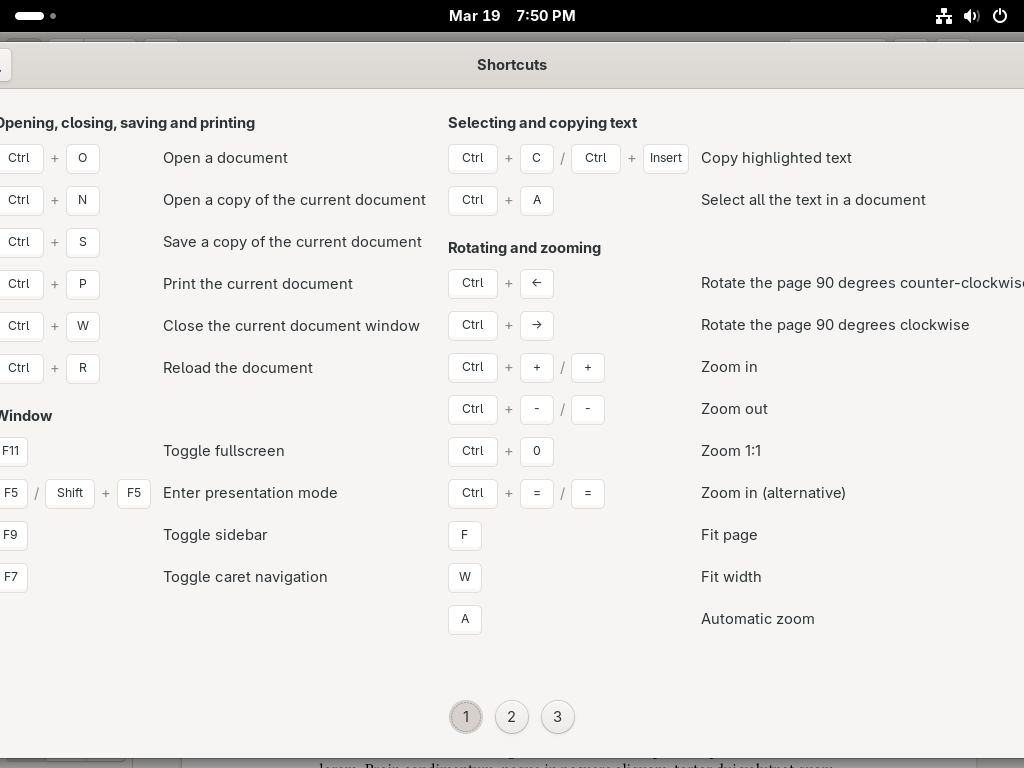 Mar 19 7:50 PM
Shortcuts
Opening, closing, saving and printing
Ctrl + O Open a document
Ctrl + N Open a copy of the current document
Ctrl + S Save a copy of the current document
Ctrl + P Print the current document
Ctrl + W Close the current document window
Ctrl + R Reload the document
Window
F11 Toggle fullscreen
F5 / Shift + F5 Enter presentation mode
F9 Toggle sidebar
F7 Toggle caret navigation
Selecting and copying text
Ctrl + C / Ctrl + Insert Copy highlighted text
Ctrl + A Select all the text in a document
Rotating and zooming
Ctrl + ← Rotate the page 90 degrees counter-clockwise
Ctrl + → Rotate the page 90 degrees clockwise
Ctrl + + / + Zoom in
Ctrl + - / - Zoom out
Ctrl + 0 Zoom 1:1
Ctrl + = / = Zoom in (alternative)
F Fit page
W Fit width
A Automatic zoom
1 2 3